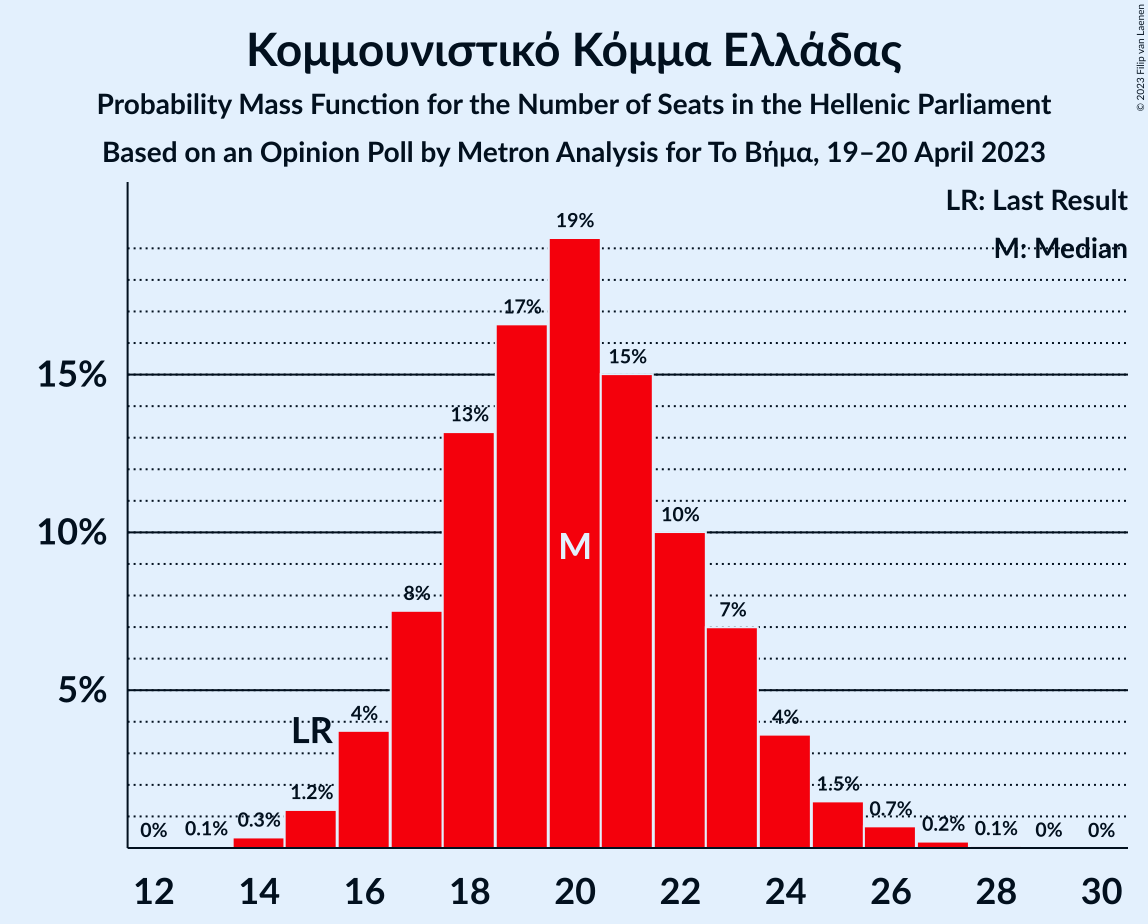 Κομμουνιστικό Κόμμα Ελλάδας
Probability Mass Function for the Number of Seats in the Hellenic Parliament
Based on an Opinion Poll by Metron Analysis for Το Βήμα, 19–20 April 2023
© 2023 Filip van Laenen
LR: Last Result
M: Median
19%
17%
15%
15%
13%
10%
10%
M
8%
7%
5%
4%
LR
4%
1.2%
1.5%
0%
0.1%
0.3%
0.7%
0.2%
0.1%
0%
0%
12 14 16 18 20 22 24 26 28 30